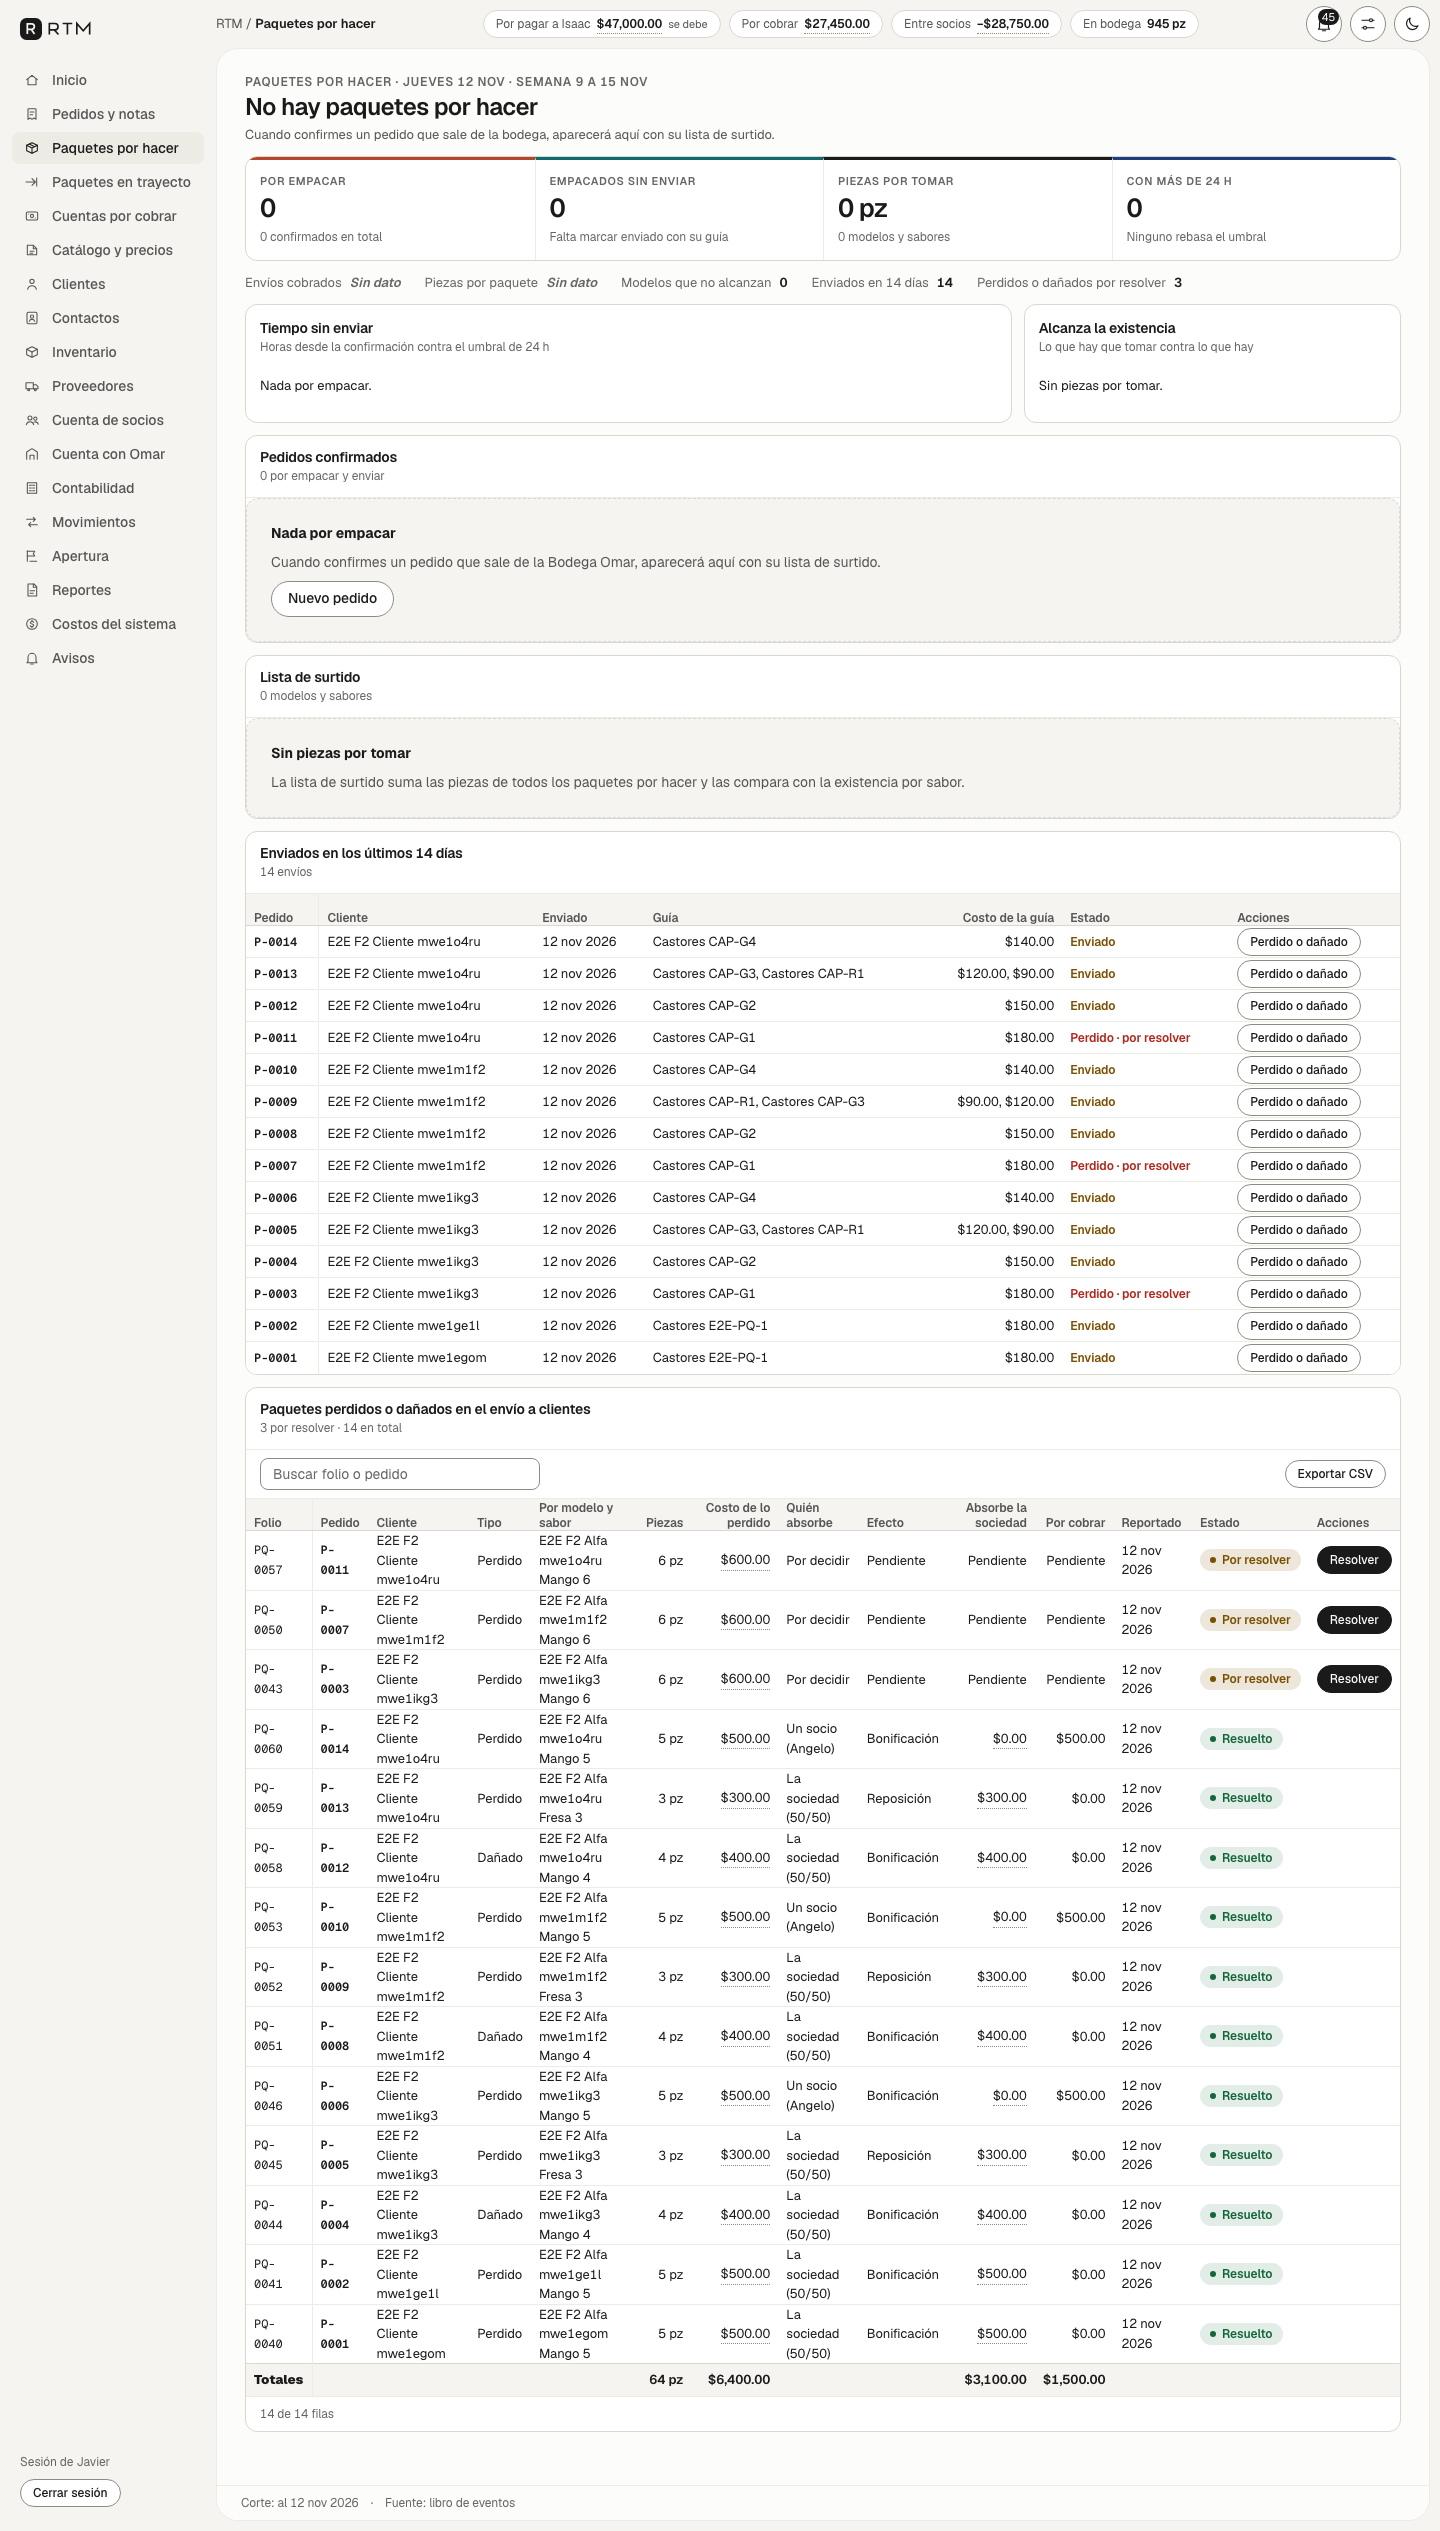 R RTM
RTM / Paquetes por hacer
Por pagar a Isaac $47,000.00 se debe
Por cobrar $27,450.00
Entre socios −$28,750.00
En bodega 945 pz
45
Inicio
Pedidos y notas
Paquetes por hacer
Paquetes en trayecto
Cuentas por cobrar
Catálogo y precios
Clientes
Contactos
Inventario
Proveedores
Cuenta de socios
Cuenta con Omar
Contabilidad
Movimientos
Apertura
Reportes
Costos del sistema
Avisos
Sesión de Javier
Cerrar sesión
PAQUETES POR HACER · JUEVES 12 NOV · SEMANA 9 A 15 NOV
No hay paquetes por hacer
Cuando confirmes un pedido que sale de la bodega, aparecerá aquí con su lista de surtido.
POR EMPACAR
0
0 confirmados en total
EMPACADOS SIN ENVIAR
0
Falta marcar enviado con su guía
PIEZAS POR TOMAR
0 pz
0 modelos y sabores
CON MÁS DE 24 H
0
Ninguno rebasa el umbral
Envíos cobrados Sin dato Piezas por paquete Sin dato Modelos que no alcanzan 0 Enviados en 14 días 14 Perdidos o dañados por resolver 3
Tiempo sin enviar
Horas desde la confirmación contra el umbral de 24 h
Nada por empacar.
Alcanza la existencia
Lo que hay que tomar contra lo que hay
Sin piezas por tomar.
Pedidos confirmados
0 por empacar y enviar
Nada por empacar
Cuando confirmes un pedido que sale de la Bodega Omar, aparecerá aquí con su lista de surtido.
Nuevo pedido
Lista de surtido
0 modelos y sabores
Sin piezas por tomar
La lista de surtido suma las piezas de todos los paquetes por hacer y las compara con la existencia por sabor.
Enviados en los últimos 14 días
14 envíos
Pedido Cliente Enviado Guía Costo de la guía Estado Acciones
P-0014 E2E F2 Cliente mwe1o4ru 12 nov 2026 Castores CAP-G4 $140.00 Enviado Perdido o dañado
P-0013 E2E F2 Cliente mwe1o4ru 12 nov 2026 Castores CAP-G3, Castores CAP-R1 $120.00, $90.00 Enviado Perdido o dañado
P-0012 E2E F2 Cliente mwe1o4ru 12 nov 2026 Castores CAP-G2 $150.00 Enviado Perdido o dañado
P-0011 E2E F2 Cliente mwe1o4ru 12 nov 2026 Castores CAP-G1 $180.00 Perdido · por resolver Perdido o dañado
P-0010 E2E F2 Cliente mwe1m1f2 12 nov 2026 Castores CAP-G4 $140.00 Enviado Perdido o dañado
P-0009 E2E F2 Cliente mwe1m1f2 12 nov 2026 Castores CAP-R1, Castores CAP-G3 $90.00, $120.00 Enviado Perdido o dañado
P-0008 E2E F2 Cliente mwe1m1f2 12 nov 2026 Castores CAP-G2 $150.00 Enviado Perdido o dañado
P-0007 E2E F2 Cliente mwe1m1f2 12 nov 2026 Castores CAP-G1 $180.00 Perdido · por resolver Perdido o dañado
P-0006 E2E F2 Cliente mwe1ikg3 12 nov 2026 Castores CAP-G4 $140.00 Enviado Perdido o dañado
P-0005 E2E F2 Cliente mwe1ikg3 12 nov 2026 Castores CAP-G3, Castores CAP-R1 $120.00, $90.00 Enviado Perdido o dañado
P-0004 E2E F2 Cliente mwe1ikg3 12 nov 2026 Castores CAP-G2 $150.00 Enviado Perdido o dañado
P-0003 E2E F2 Cliente mwe1ikg3 12 nov 2026 Castores CAP-G1 $180.00 Perdido · por resolver Perdido o dañado
P-0002 E2E F2 Cliente mwe1ge1l 12 nov 2026 Castores E2E-PQ-1 $180.00 Enviado Perdido o dañado
P-0001 E2E F2 Cliente mwe1egom 12 nov 2026 Castores E2E-PQ-1 $180.00 Enviado Perdido o dañado
Paquetes perdidos o dañados en el envío a clientes
3 por resolver · 14 en total
Buscar folio o pedido
Exportar CSV
Folio Pedido Cliente Tipo Por modelo y sabor Piezas Costo de lo perdido Quién absorbe Efecto Absorbe la sociedad Por cobrar Reportado Estado Acciones
PQ-0057 P-0011 E2E F2 Cliente mwe1o4ru Perdido E2E F2 Alfa mwe1o4ru Mango 6 6 pz $600.00 Por decidir Pendiente Pendiente Pendiente 12 nov 2026 Por resolver Resolver
PQ-0050 P-0007 E2E F2 Cliente mwe1m1f2 Perdido E2E F2 Alfa mwe1m1f2 Mango 6 6 pz $600.00 Por decidir Pendiente Pendiente Pendiente 12 nov 2026 Por resolver Resolver
PQ-0043 P-0003 E2E F2 Cliente mwe1ikg3 Perdido E2E F2 Alfa mwe1ikg3 Mango 6 6 pz $600.00 Por decidir Pendiente Pendiente Pendiente 12 nov 2026 Por resolver Resolver
PQ-0060 P-0014 E2E F2 Cliente mwe1o4ru Perdido E2E F2 Alfa mwe1o4ru Mango 5 5 pz $500.00 Un socio (Angelo) Bonificación $0.00 $500.00 12 nov 2026 Resuelto
PQ-0059 P-0013 E2E F2 Cliente mwe1o4ru Perdido E2E F2 Alfa mwe1o4ru Fresa 3 3 pz $300.00 La sociedad (50/50) Reposición $300.00 $0.00 12 nov 2026 Resuelto
PQ-0058 P-0012 E2E F2 Cliente mwe1o4ru Dañado E2E F2 Alfa mwe1o4ru Mango 4 4 pz $400.00 La sociedad (50/50) Bonificación $400.00 $0.00 12 nov 2026 Resuelto
PQ-0053 P-0010 E2E F2 Cliente mwe1m1f2 Perdido E2E F2 Alfa mwe1m1f2 Mango 5 5 pz $500.00 Un socio (Angelo) Bonificación $0.00 $500.00 12 nov 2026 Resuelto
PQ-0052 P-0009 E2E F2 Cliente mwe1m1f2 Perdido E2E F2 Alfa mwe1m1f2 Fresa 3 3 pz $300.00 La sociedad (50/50) Reposición $300.00 $0.00 12 nov 2026 Resuelto
PQ-0051 P-0008 E2E F2 Cliente mwe1m1f2 Dañado E2E F2 Alfa mwe1m1f2 Mango 4 4 pz $400.00 La sociedad (50/50) Bonificación $400.00 $0.00 12 nov 2026 Resuelto
PQ-0046 P-0006 E2E F2 Cliente mwe1ikg3 Perdido E2E F2 Alfa mwe1ikg3 Mango 5 5 pz $500.00 Un socio (Angelo) Bonificación $0.00 $500.00 12 nov 2026 Resuelto
PQ-0045 P-0005 E2E F2 Cliente mwe1ikg3 Perdido E2E F2 Alfa mwe1ikg3 Fresa 3 3 pz $300.00 La sociedad (50/50) Reposición $300.00 $0.00 12 nov 2026 Resuelto
PQ-0044 P-0004 E2E F2 Cliente mwe1ikg3 Dañado E2E F2 Alfa mwe1ikg3 Mango 4 4 pz $400.00 La sociedad (50/50) Bonificación $400.00 $0.00 12 nov 2026 Resuelto
PQ-0041 P-0002 E2E F2 Cliente mwe1ge1l Perdido E2E F2 Alfa mwe1ge1l Mango 5 5 pz $500.00 La sociedad (50/50) Bonificación $500.00 $0.00 12 nov 2026 Resuelto
PQ-0040 P-0001 E2E F2 Cliente mwe1egom Perdido E2E F2 Alfa mwe1egom Mango 5 5 pz $500.00 La sociedad (50/50) Bonificación $500.00 $0.00 12 nov 2026 Resuelto
Totales 64 pz $6,400.00 $3,100.00 $1,500.00
14 de 14 filas
Corte: al 12 nov 2026 · Fuente: libro de eventos